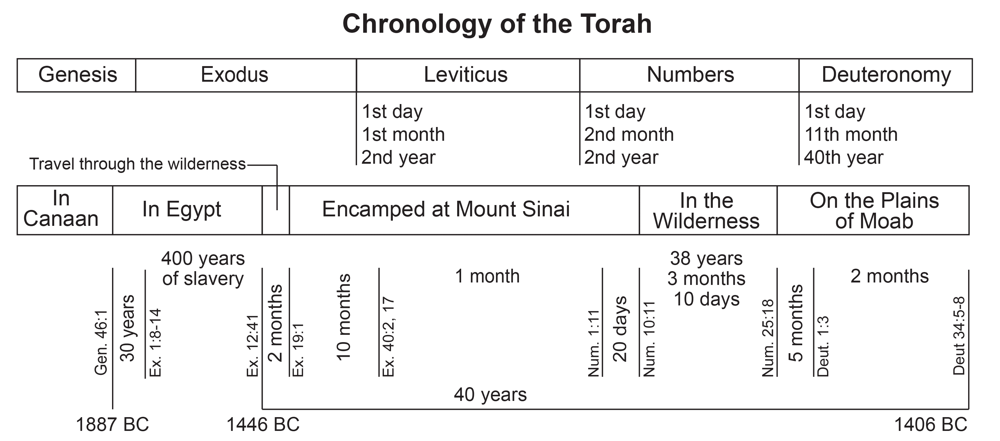 Chronology of the Torah
Genesis
Exodus
Leviticus
Numbers
Deuteronomy
1st day
1st month
2nd year
1st day
2nd month
2nd year
1st day
11th month
40th year
Travel through the wilderness
In
Canaan
In Egypt
Encamped at Mount Sinai
In the
Wilderness
On the Plains
of Moab
Gen. 46:1
30 years
Ex. 1:8-14
400 years
of slavery
Ex. 12:41
2 months
Ex. 19:1
10 months
Ex. 40:2, 17
1 month
Num. 1:11
20 days
Num. 10:11
38 years
3 months
10 days
Num. 25:18
5 months
Deut. 1:3
2 months
Deut 34:5-8
40 years
1887 BC
1446 BC
1406 BC